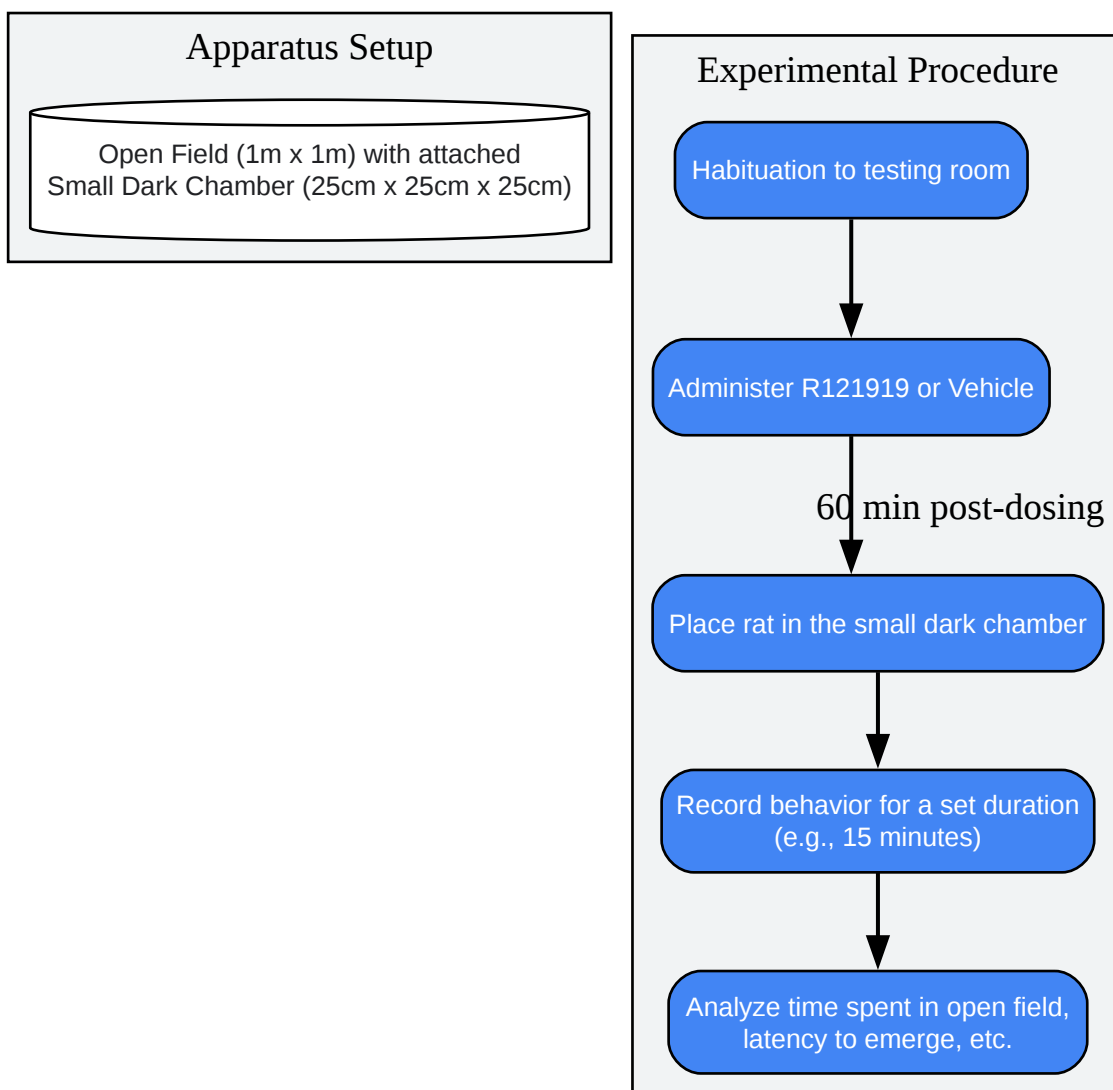 Apparatus Setup
Open Field (1m x 1m) with attached
Small Dark Chamber (25cm x 25cm x 25cm)
Experimental Procedure
Habituation to testing room
Administer R121919 or Vehicle
60 min post-dosing
Place rat in the small dark chamber
Record behavior for a set duration
(e.g., 15 minutes)
Analyze time spent in open field,
latency to emerge, etc.